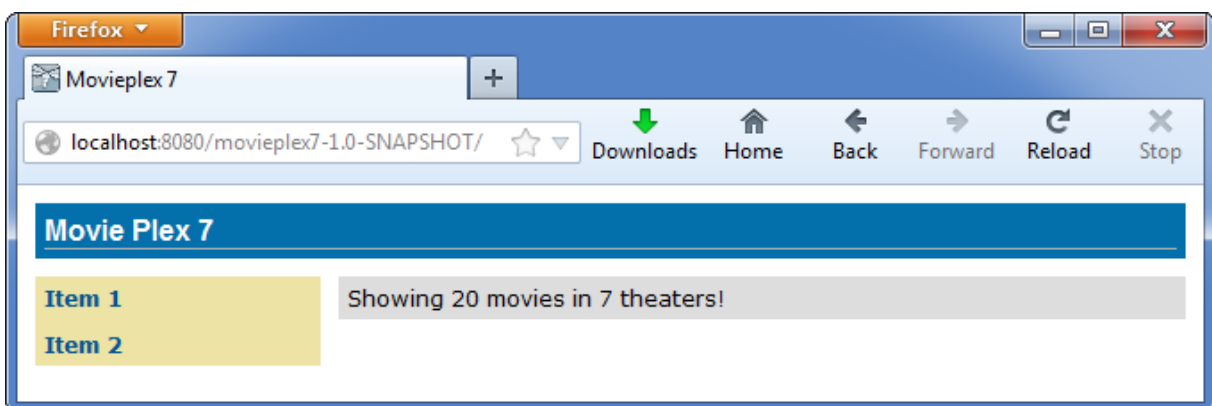 Firefox
Movieplex 7
localhost:8080/movieplex7-1.0-SNAPSHOT/
Downloads Home Back Forward Reload Stop
Movie Plex 7
Item 1
Showing 20 movies in 7 theaters!
Item 2